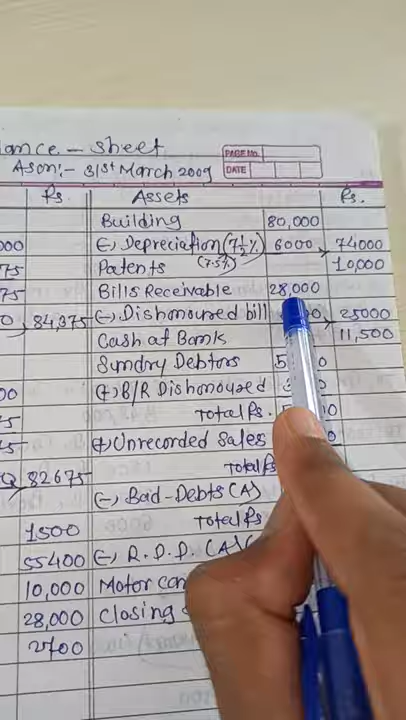 ance - sheet
PAGE No.
DATE
As on:- 31st March 2009
Rs. Assets Rs.
Building 80,000
000 (-) Depreciation (7½%) 6000 74000
75 Patents (7.5%) 10,000
75 Bills Receivable 28,000
0 84,375 (-) Dishonoured bill 25000
Cash at Bank 11,500
Sundry Debtors
00 (+) B/R Dishonoured
75 Total Rs.
75 (+) Unrecorded Sales
82675 Total Rs
(-) Bad-Debts (A)
1500 Total Rs
55400 (-) R.D.D. (A)
10,000 Motor
28,000 Closing
2700